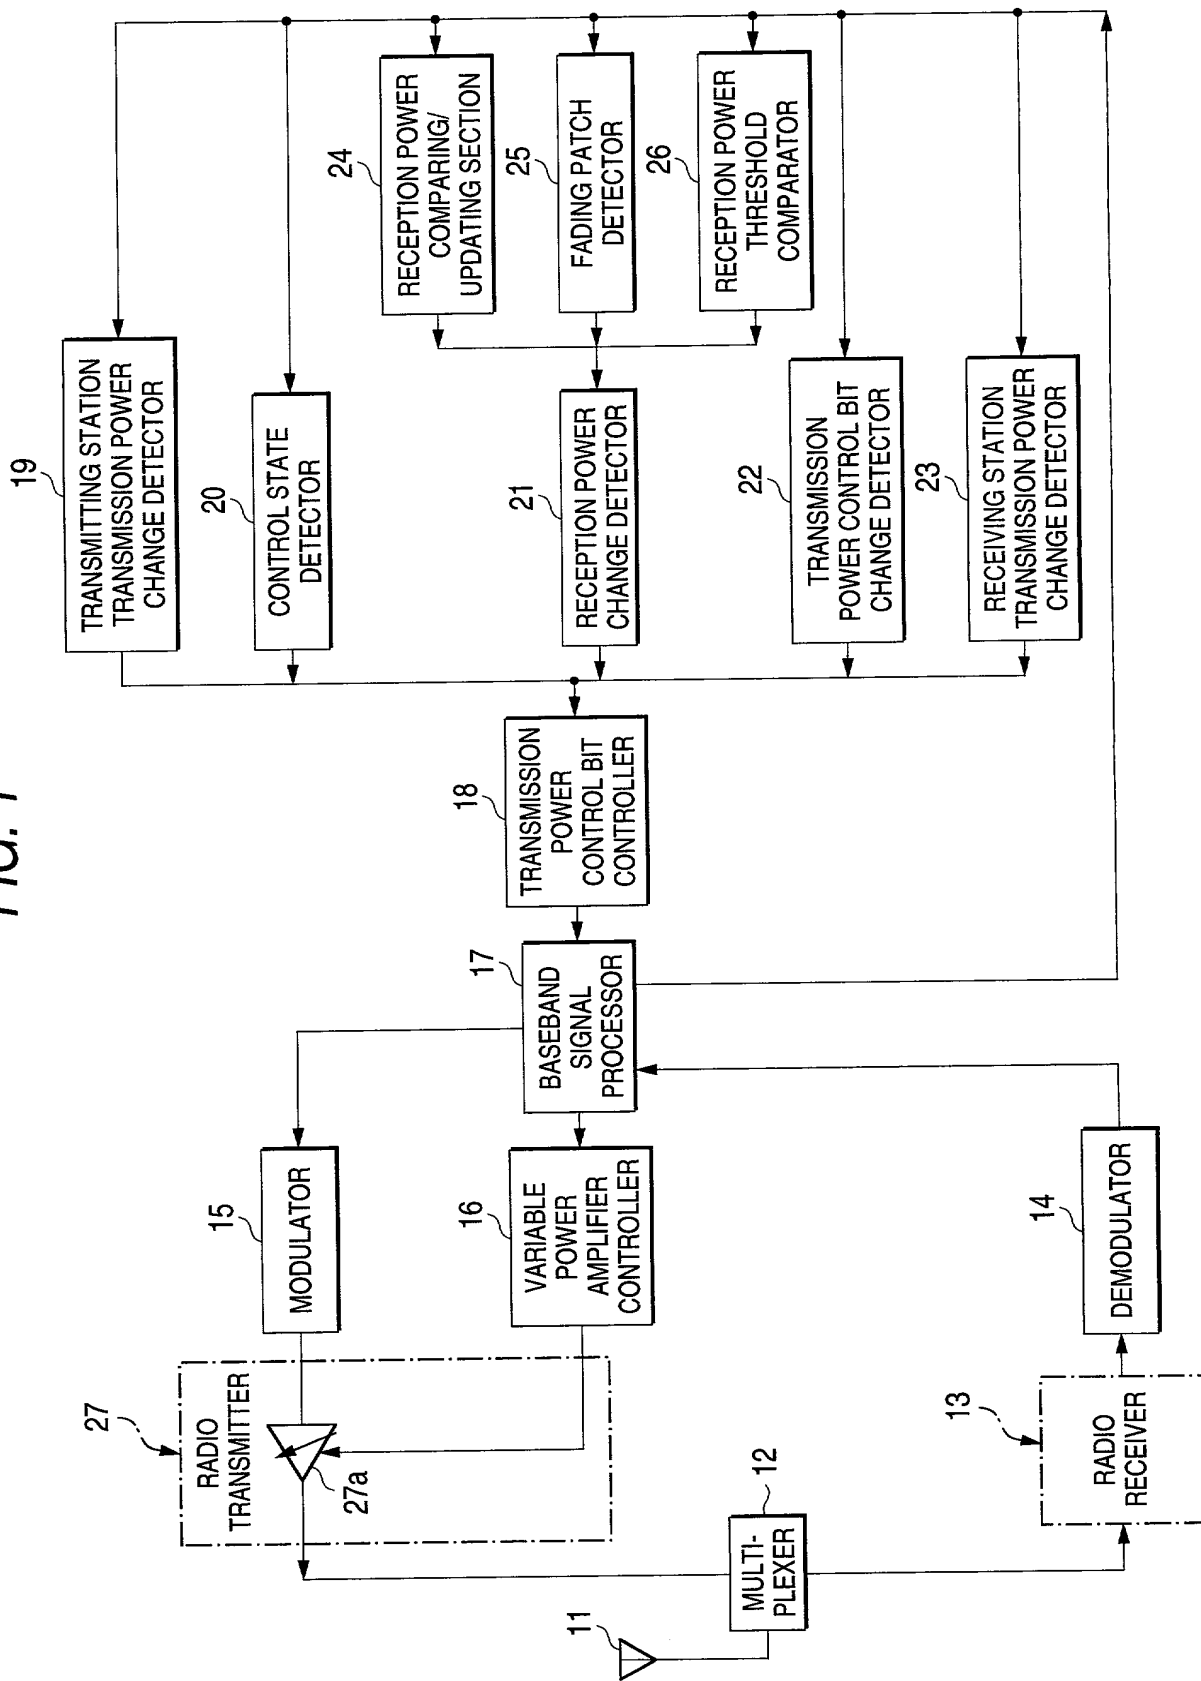 FIG. 1
27
RADIO
TRANSMITTER
27a
15
MODULATOR
16
VARIABLE
POWER
AMPLIFIER
CONTROLLER
11
12
MULTI-
PLEXER
13
RADIO
RECEIVER
14
DEMODULATOR
17
BASEBAND
SIGNAL
PROCESSOR
18
TRANSMISSION
POWER
CONTROL BIT
CONTROLLER
19
TRANSMITTING STATION
TRANSMISSION POWER
CHANGE DETECTOR
20
CONTROL STATE
DETECTOR
21
RECEPTION POWER
CHANGE DETECTOR
22
TRANSMISSION
POWER CONTROL BIT
CHANGE DETECTOR
23
RECEIVING STATION
TRANSMISSION POWER
CHANGE DETECTOR
24
RECEPTION POWER
COMPARING/
UPDATING SECTION
25
FADING PATCH
DETECTOR
26
RECEPTION POWER
THRESHOLD
COMPARATOR